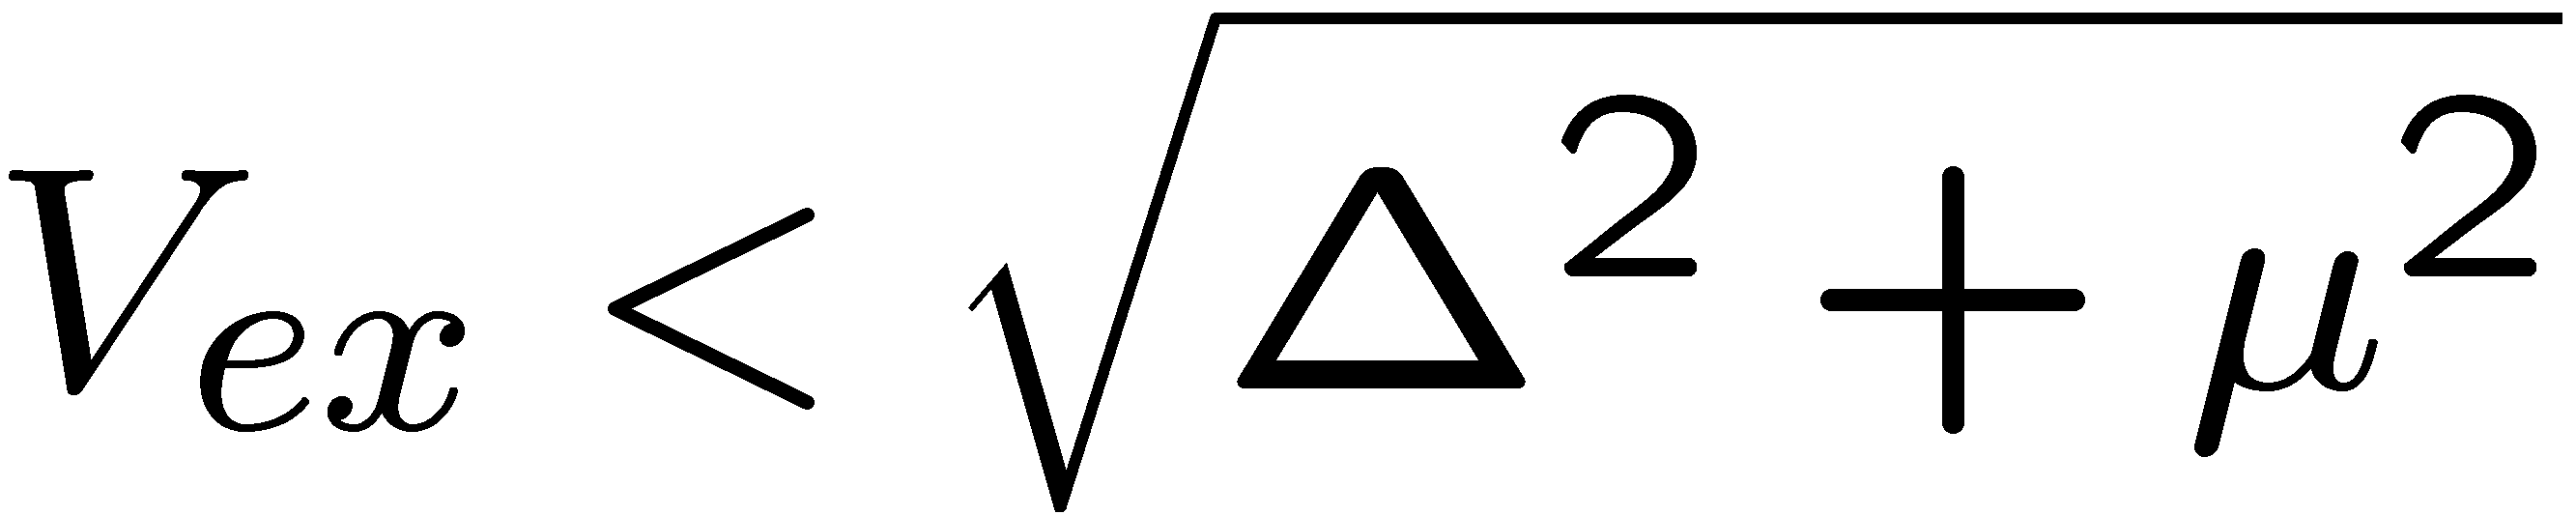 V_{ex} < \sqrt{\Delta^2 + \mu^2}